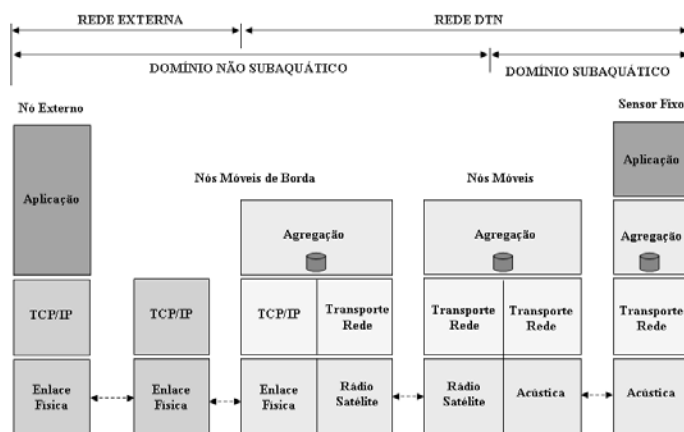 REDE EXTERNA
REDE DTN
DOMÍNIO NÃO SUBAQUÁTICO
DOMÍNIO SUBAQUÁTICO
Nó Externo
Sensor Fixo
Nós Móveis de Borda
Nós Móveis
Aplicação
Aplicação
Agregação
Agregação
Agregação
TCP/IP
TCP/IP
TCP/IP
Transporte
Rede
Transporte
Rede
Transporte
Rede
Transporte
Rede
Enlace
Física
Enlace
Física
Enlace
Física
Rádio
Satélite
Rádio
Satélite
Acústica
Acústica